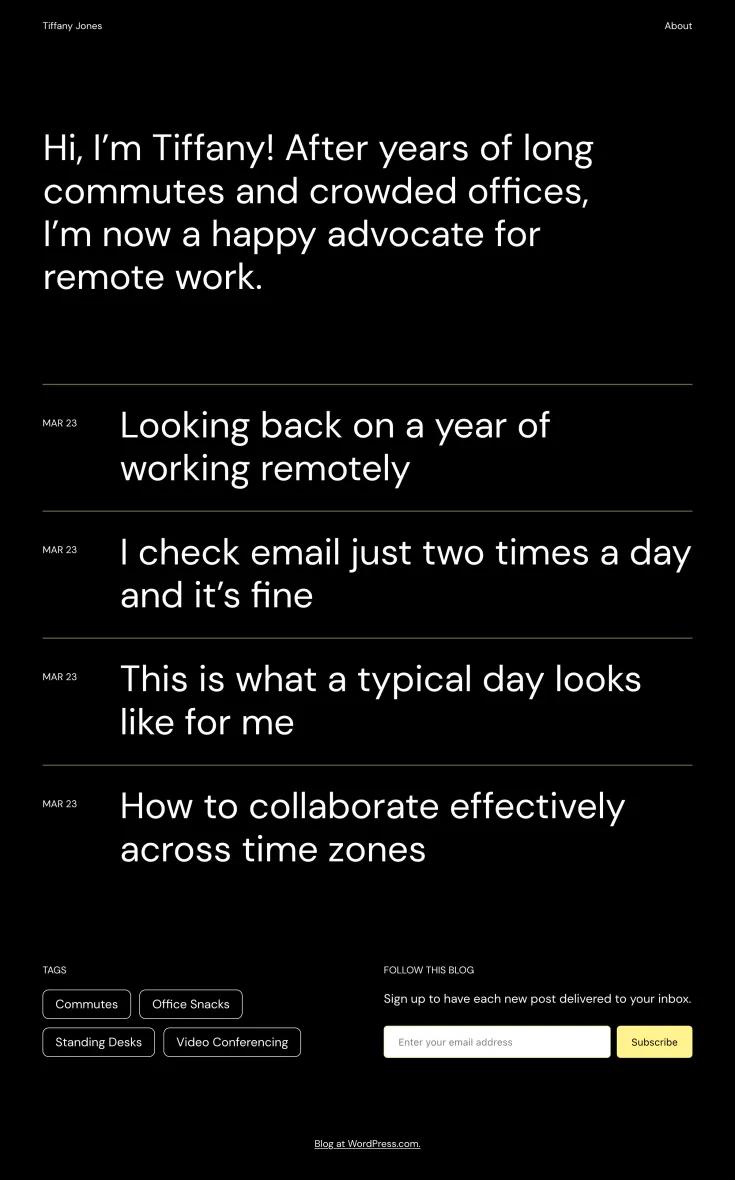 Tiffany Jones
About
Hi, I’m Tiffany! After years of long
commutes and crowded offices,
I’m now a happy advocate for
remote work.
MAR 23
Looking back on a year of
working remotely
MAR 23
I check email just two times a day
and it’s fine
MAR 23
This is what a typical day looks
like for me
MAR 23
How to collaborate effectively
across time zones
TAGS
Commutes
Office Snacks
Standing Desks
Video Conferencing
FOLLOW THIS BLOG
Sign up to have each new post delivered to your inbox.
Enter your email address
Subscribe
Blog at WordPress.com.